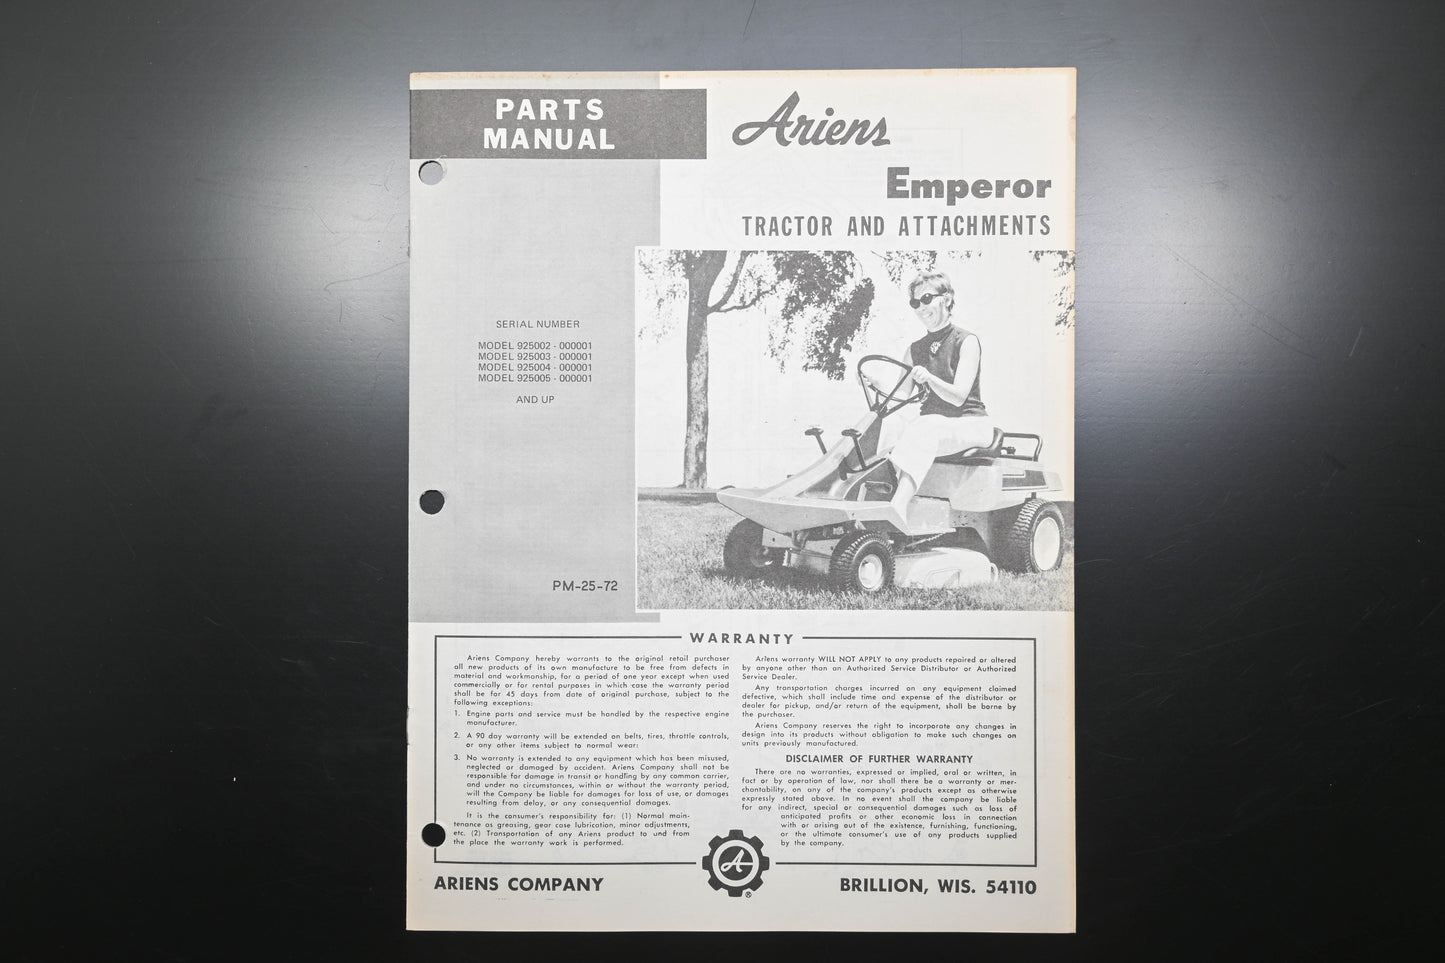 PARTS
MANUAL
Ariens
Emperor
TRACTOR AND ATTACHMENTS
SERIAL NUMBER
MODEL 925002 - 000001
MODEL 925003 - 000001
MODEL 925004 - 000001
MODEL 925005 - 000001
AND UP
PM-25-72
WARRANTY
Ariens Company hereby warrants to the original retail purchaser
all new products of its own manufacture to be free from defects in
material and workmanship, for a period of one year except when used
commercially or for rental purposes in which case the warranty period
shall be for 45 days from date of original purchase, subject to the
following exceptions:
1. Engine parts and service must be handled by the respective engine
manufacturer.
2. A 90 day warranty will be extended on belts, tires, throttle controls,
or any other items subject to normal wear:
3. No warranty is extended to any equipment which has been misused,
neglected or damaged by accident. Ariens Company shall not be
responsible for damage in transit or handling by any common carrier,
and under no circumstances, within or without the warranty period,
will the Company be liable for damages for loss of use, or damages
resulting from delay, or any consequential damages.
It is the consumer's responsibility for: (1) Normal main-
tenance as greasing, gear case lubrication, minor adjustments,
etc. (2) Transportation of any Ariens product to and from
the place the warranty work is performed.
Ariens warranty WILL NOT APPLY to any products repaired or altered
by anyone other than an Authorized Service Distributor or Authorized
Service Dealer.
Any transportation charges incurred on any equipment claimed
defective, which shall include time and expense of the distributor or
dealer for pickup, and/or return of the equipment, shall be borne by
the purchaser.
Ariens Company reserves the right to incorporate any changes in
design into its products without obligation to make such changes on
units previously manufactured.
DISCLAIMER OF FURTHER WARRANTY
There are no warranties, expressed or implied, oral or written, in
fact or by operation of law, nor shall there be a warranty or mer-
chantability, on any of the company's products except as otherwise
expressly stated above. In no event shall the company be liable
for any indirect, special or consequential damages such as loss of
anticipated profits or other economic loss in connection
with or arising out of the existence, furnishing, functioning,
or the ultimate consumer's use of any products supplied
by the company.
A
®
ARIENS COMPANY
BRILLION, WIS. 54110